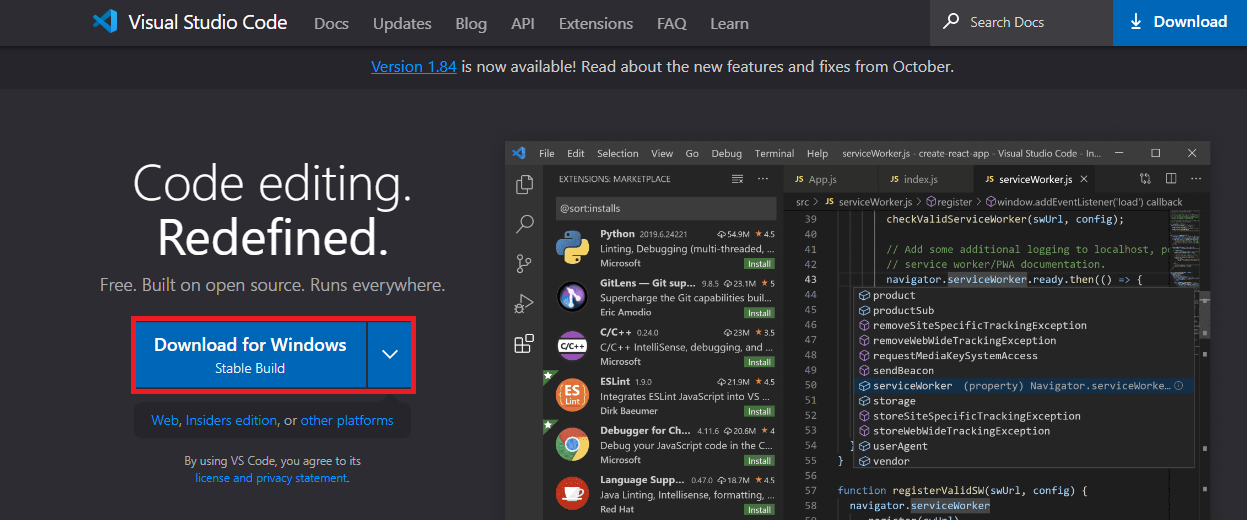 Visual Studio Code Docs Updates Blog API Extensions FAQ Learn Search Docs Download
Version 1.84 is now available! Read about the new features and fixes from October.
Code editing.
Redefined.
Free. Built on open source. Runs everywhere.
Download for Windows
Stable Build
Web, Insiders edition, or other platforms
By using VS Code, you agree to its
license and privacy statement.
File Edit Selection View Go Debug Terminal Help serviceWorker.js - create-react-app - Visual Studio Code - In...
EXTENSIONS: MARKETPLACE
@sort:installs
Python 2019.6.24221 54.9M 4.5
Linting, Debugging (multi-threaded, ...
Microsoft Install
GitLens — Git sup... 9.8.5 23.1M 5
Supercharge the Git capabilities buil...
Eric Amodio Install
C/C++ 0.24.0 23M 3.5
C/C++ IntelliSense, debugging, and ...
Microsoft Install
ESLint 1.9.0 21.9M 4.5
Integrates ESLint JavaScript into VS ...
Dirk Baeumer Install
Debugger for Ch... 4.11.6 20.6M 4
Debug your JavaScript code in the C...
Microsoft Install
Language Supp... 0.47.0 18.7M 4.5
Java Linting, Intellisense, formatting, ...
Red Hat Install
C/C++
ES
Lint
JS App.js JS index.js JS serviceWorker.js
src > JS serviceWorker.js > register > window.addEventListener('load') callback
39 checkValidServiceWorker(swUrl, config);
40
41 // Add some additional logging to localhost, p
42 // service worker/PWA documentation.
43 navigator.serviceWorker.ready.then(() => {
44 product
45 productSub
46 removeSiteSpecificTrackingException
47 removeWebWideTrackingException
48 requestMediaKeySystemAccess
49 sendBeacon
50 serviceWorker (property) Navigator.serviceWorke...
51 storage
52 storeSiteSpecificTrackingException
53 storeWebWideTrackingException
54 } userAgent
55 } vendor
56
57 function registerValidSW(swUrl, config) {
58 navigator.serviceWorker